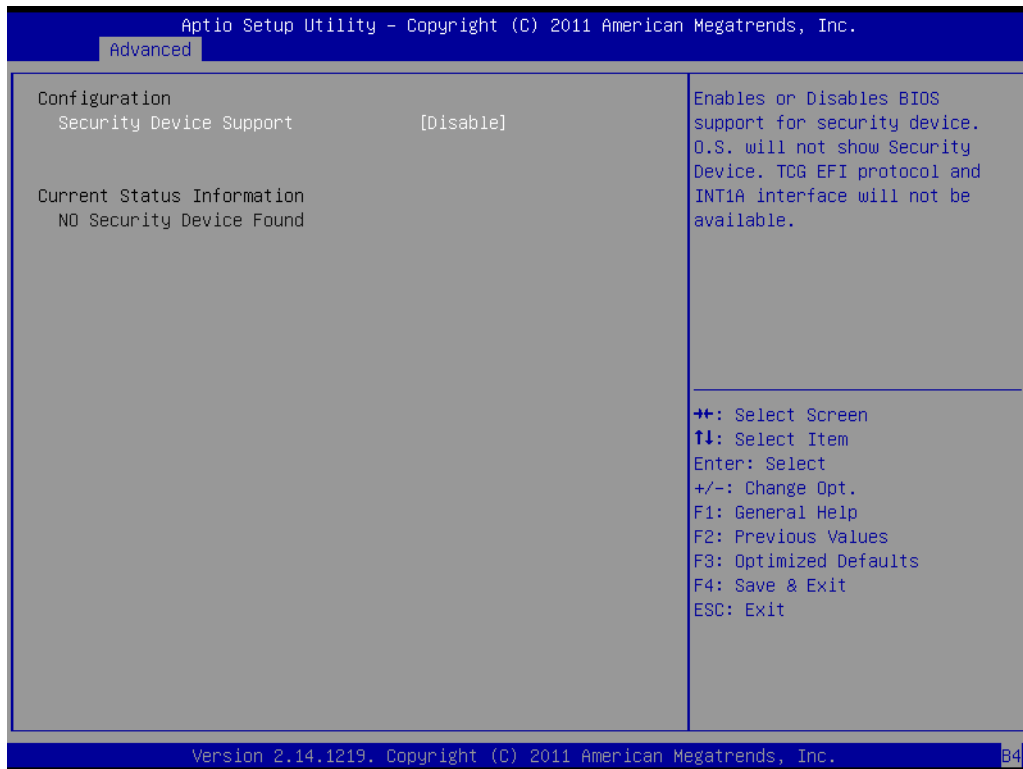 Aptio Setup Utility – Copyright (C) 2011 American Megatrends, Inc.
Advanced
Configuration
Security Device Support [Disable]
Current Status Information
NO Security Device Found
Enables or Disables BIOS
support for security device.
O.S. will not show Security
Device. TCG EFI protocol and
INT1A interface will not be
available.
→←: Select Screen
↑↓: Select Item
Enter: Select
+/-: Change Opt.
F1: General Help
F2: Previous Values
F3: Optimized Defaults
F4: Save & Exit
ESC: Exit
Version 2.14.1219. Copyright (C) 2011 American Megatrends, Inc.
B4